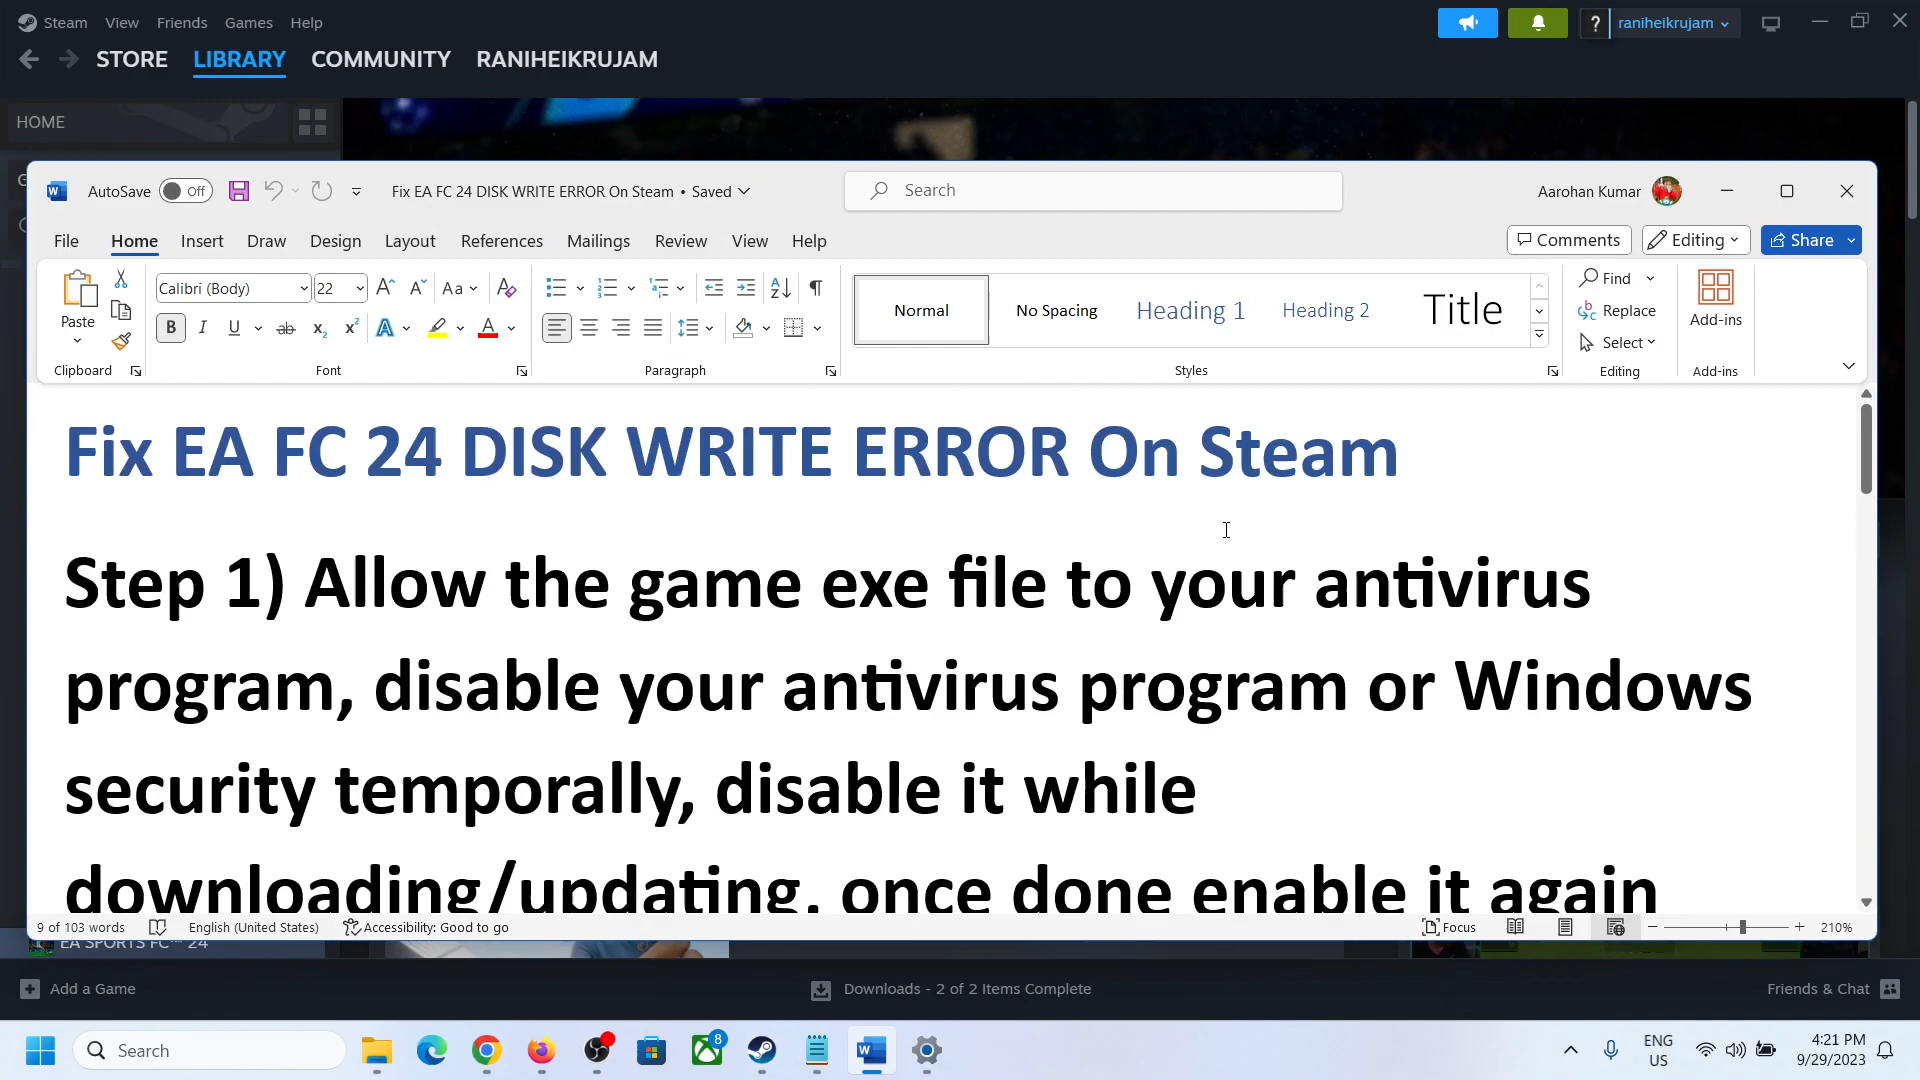 Steam View Friends Games Help
? raniheikrujam
STORE LIBRARY COMMUNITY RANIHEIKRUJAM
HOME
AutoSave Off Fix EA FC 24 DISK WRITE ERROR On Steam • Saved Search Aarohan Kumar
File Home Insert Draw Design Layout References Mailings Review View Help Comments Editing Share
Paste Calibri (Body) 22 Aa Normal No Spacing Heading 1 Heading 2 Title Find Replace Select Add-ins
Clipboard Font Paragraph Styles Editing Add-ins
Fix EA FC 24 DISK WRITE ERROR On Steam
Step 1) Allow the game exe file to your antivirus
program, disable your antivirus program or Windows
security temporally, disable it while
downloading/updating, once done enable it again
9 of 103 words English (United States) Accessibility: Good to go Focus 210%
EA SPORTS FC™ 24
Add a Game Downloads - 2 of 2 Items Complete Friends & Chat
Search 8 ENG US 4:21 PM 9/29/2023